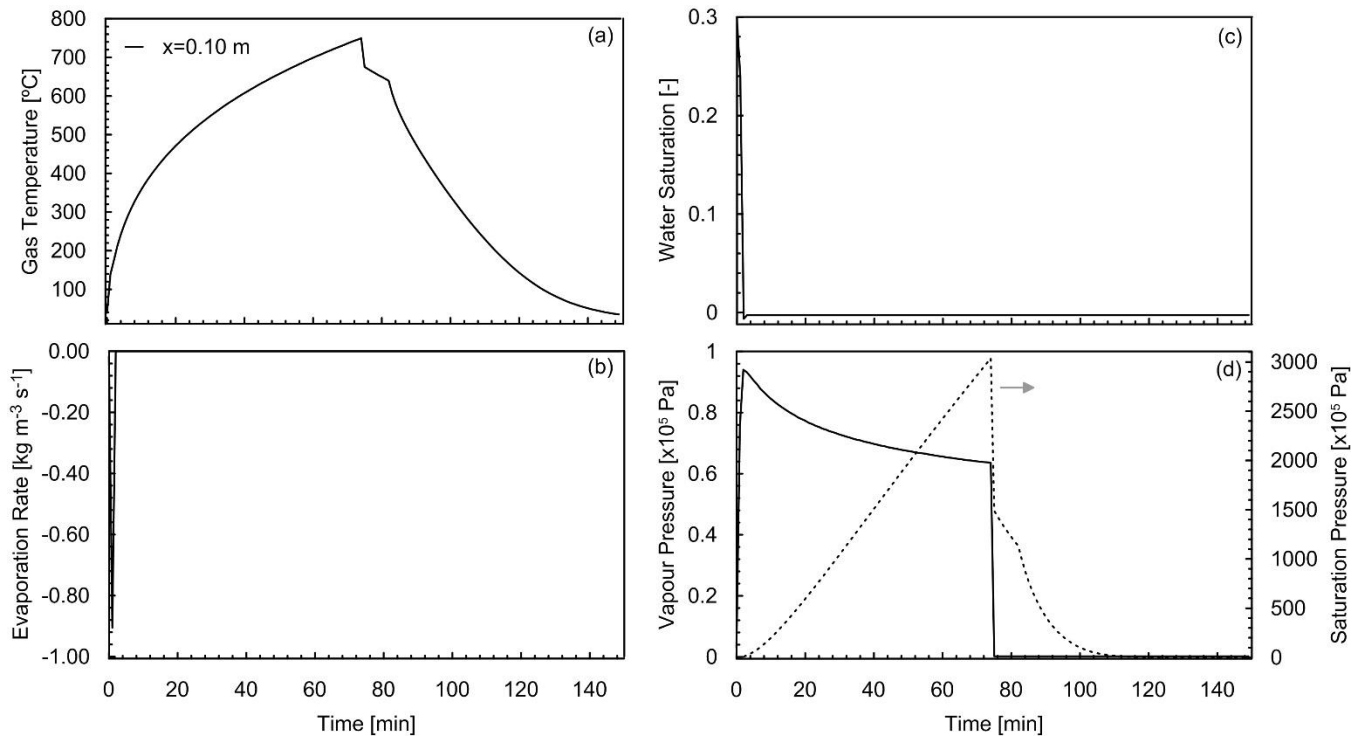 800
700
600
500
400
300
200
100
Gas Temperature [ºC]
x=0.10 m
(a)
0.3
0.2
0.1
0
Water Saturation [-]
(c)
0.00
-0.20
-0.40
-0.60
-0.80
-1.00
Evaporation Rate [kg m⁻³ s⁻¹]
(b)
0 20 40 60 80 100 120 140
Time [min]
1
0.8
0.6
0.4
0.2
0
Vapour Pressure [x10⁵ Pa]
(d)
3000
2500
2000
1500
1000
500
0
Saturation Pressure [x10⁵ Pa]
0 20 40 60 80 100 120 140
Time [min]